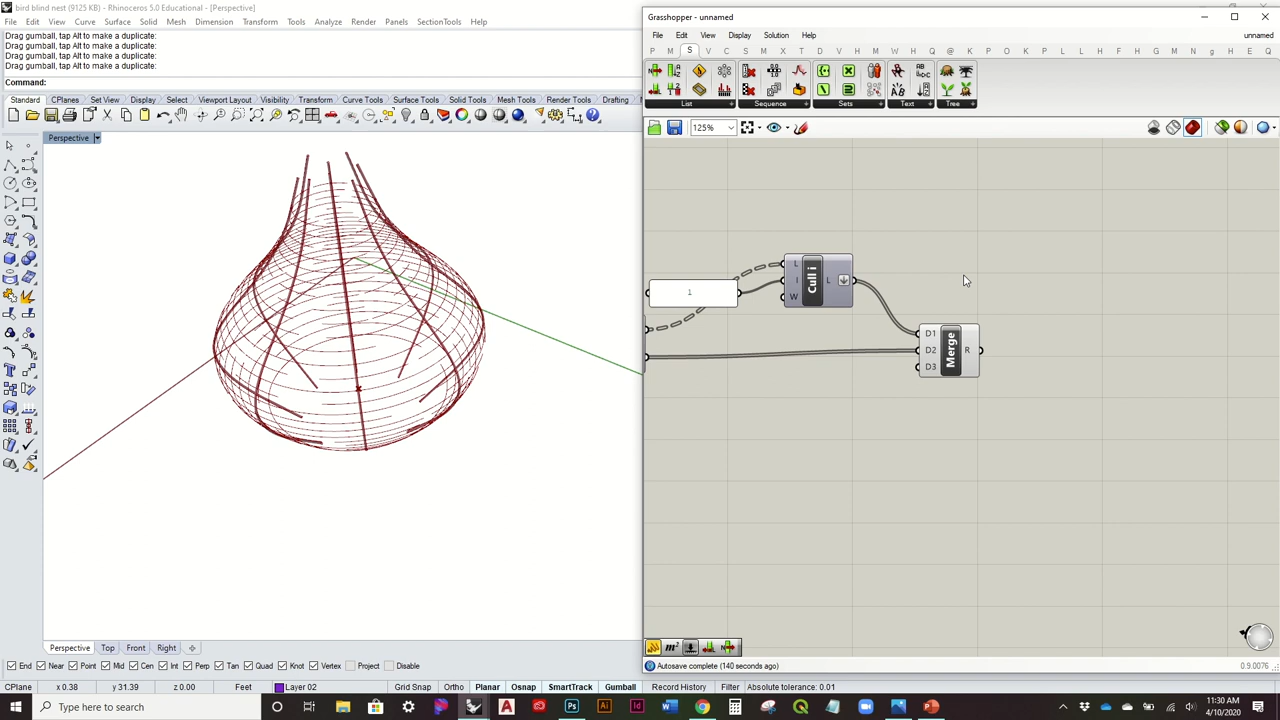 bird blind nest (9125 KB) - Rhinoceros 5.0 Educational - [Perspective]
File Edit View Curve Surface Solid Mesh Dimension Transform Tools Analyze Render Panels SectionTools Help
Drag gumball, tap Alt to make a duplicate:
Drag gumball, tap Alt to make a duplicate:
Drag gumball, tap Alt to make a duplicate:
Drag gumball, tap Alt to make a duplicate:
Command:
Standard CPlanes Set View Display Select Viewport Layout Visibility Transform Curve Tools Surface Tools Solid Tools Mesh Tools Render Tools Drafting
Perspective
Grasshopper - unnamed
File Edit View Display Solution Help
unnamed
P M S V C S M X T D V C W K B F H M W H Q @ K P O P K L P L M S V Y S M g H E Q
List Sequence Sets Text Tree
125%
1
L
I
W
Cull i
L
D1
D2
D3
Merge
R
Autosave complete (140 seconds ago)
0.9.0076
Perspective Top Front Right
End Near Point Mid Cen Int Perp Tan Quad Knot Vertex Project Disable
CPlane x 0.38 y 31.39 z 0.00 Feet Layer 02 Grid Snap Ortho Planar Osnap SmartTrack Gumball Record History Filter Absolute tolerance: 0.01
Type here to search
11:30 AM
4/10/2020